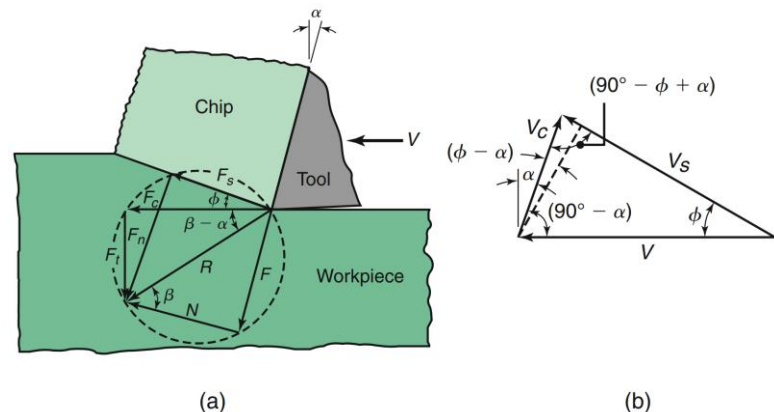 α
Chip
V
Tool
F_s
F_c
ϕ
β − α
F_n
F_t
R
F
Workpiece
β
N
(a)
(90° − ϕ + α)
V_c
(ϕ − α)
α
V_s
(90° − α)
ϕ
V
(b)